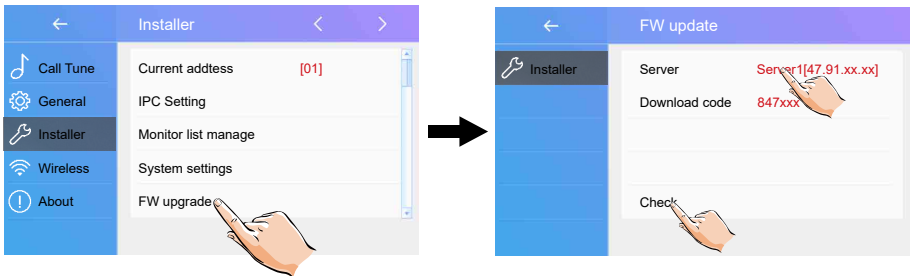 Installer
Call Tune
General
Installer
Wireless
About
Current addtess [01]
IPC Setting
Monitor list manage
System settings
FW upgrade
FW update
Installer
Server Server1[47.91.xx.xx]
Download code 847xxx
Check